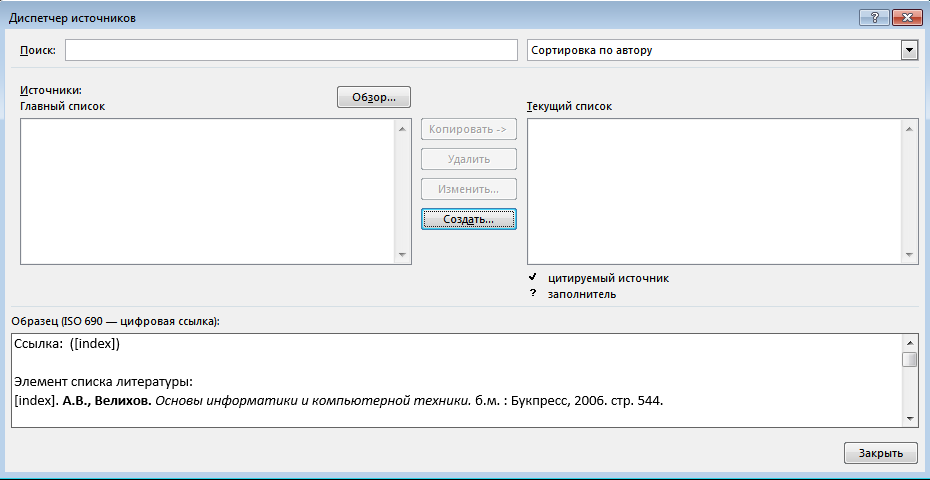 Диспетчер источников
Поиск:
Сортировка по автору
Источники:
Главный список
Обзор...
Текущий список
Копировать ->
Удалить
Изменить...
Создать...
цитируемый источник
? заполнитель
Образец (ISO 690 — цифровая ссылка):
Ссылка: ([index])
Элемент списка литературы:
[index]. А.В., Велихов. Основы информатики и компьютерной техники. б.м. : Букпресс, 2006. стр. 544.
Закрыть